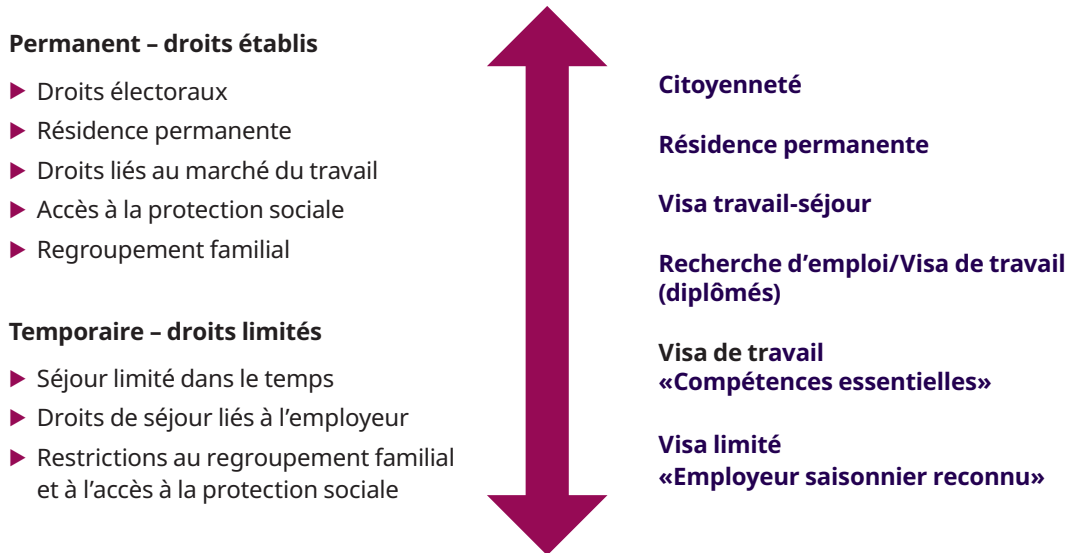 Permanent – droits établis
Droits électoraux
Résidence permanente
Droits liés au marché du travail
Accès à la protection sociale
Regroupement familial
Temporaire – droits limités
Séjour limité dans le temps
Droits de séjour liés à l’employeur
Restrictions au regroupement familial
et à l’accès à la protection sociale
Citoyenneté
Résidence permanente
Visa travail-séjour
Recherche d’emploi/Visa de travail
(diplômés)
Visa de travail
«Compétences essentielles»
Visa limité
«Employeur saisonnier reconnu»